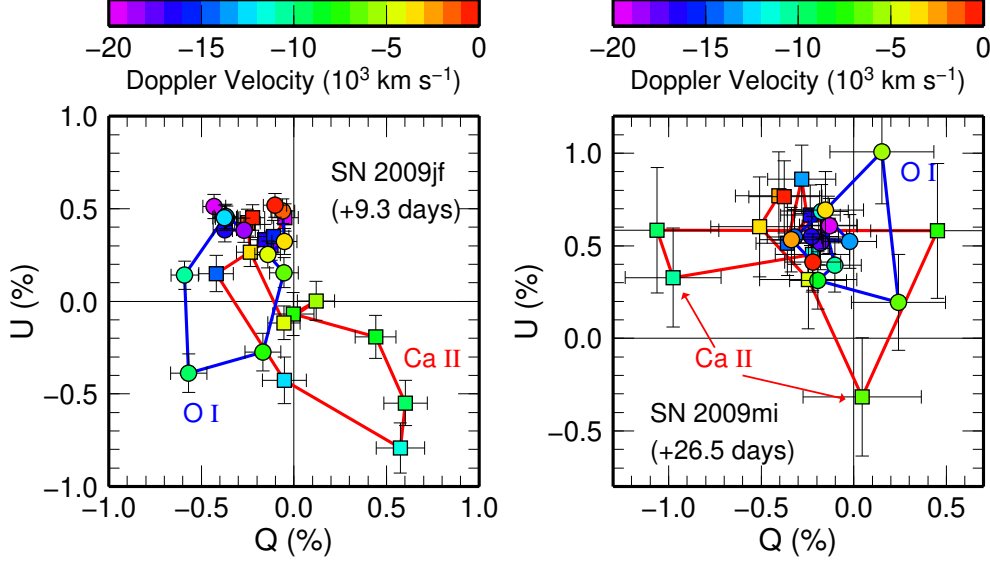 −20 −15 −10 −5 0
Doppler Velocity (10³ km s⁻¹)
−20 −15 −10 −5 0
Doppler Velocity (10³ km s⁻¹)
1.0
0.5
0.0
−0.5
−1.0
U (%)
SN 2009jf
(+9.3 days)
Ca II
O I
−1.0 −0.5 0.0 0.5 1.0
Q (%)
1.0
0.5
0.0
−0.5
U (%)
O I
Ca II
SN 2009mi
(+26.5 days)
−1.0 −0.5 0.0 0.5
Q (%)